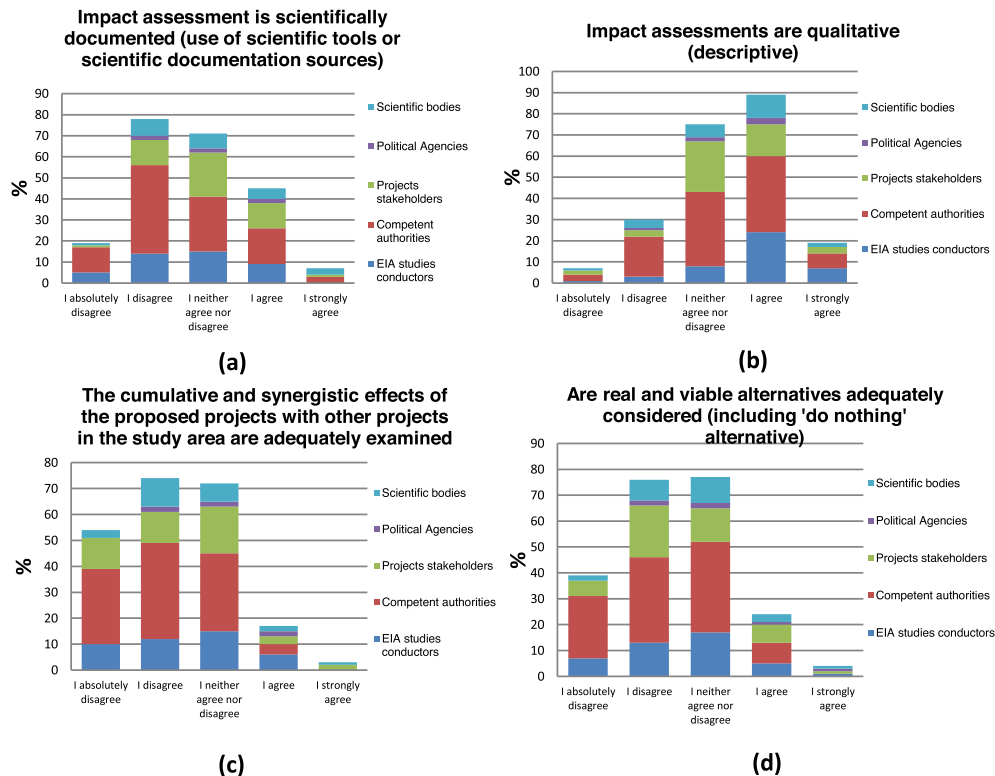 Impact assessment is scientifically
documented (use of scientific tools or
scientific documentation sources)
90
80
70
60
50
40
30
20
10
0
%
I absolutely
disagree
I disagree
I neither
agree nor
disagree
I agree
I strongly
agree
Scientific bodies
Political Agencies
Projects
stakeholders
Competent
authorities
EIA studies
conductors
(a)
Impact assessments are qualitative
(descriptive)
100
90
80
70
60
50
40
30
20
10
0
%
I absolutely
disagree
I disagree
I neither
agree nor
disagree
I agree
I strongly
agree
Scientific bodies
Political Agencies
Projects stakeholders
Competent authorities
EIA studies conductors
(b)
The cumulative and synergistic effects of
the proposed projects with other projects
in the study area are adequately examined
80
70
60
50
40
30
20
10
0
%
I absolutely
disagree
I disagree
I neither
agree nor
disagree
I agree
I strongly
agree
Scientific bodies
Political Agencies
Projects stakeholders
Competent authorities
EIA studies
conductors
(c)
Are real and viable alternatives adequately
considered (including 'do nothing'
alternative)
90
80
70
60
50
40
30
20
10
0
%
I absolutely
disagree
I disagree
I neither
agree nor
disagree
I agree
I strongly
agree
Scientific bodies
Political Agencies
Projects stakeholders
Competent authorities
EIA studies conductors
(d)